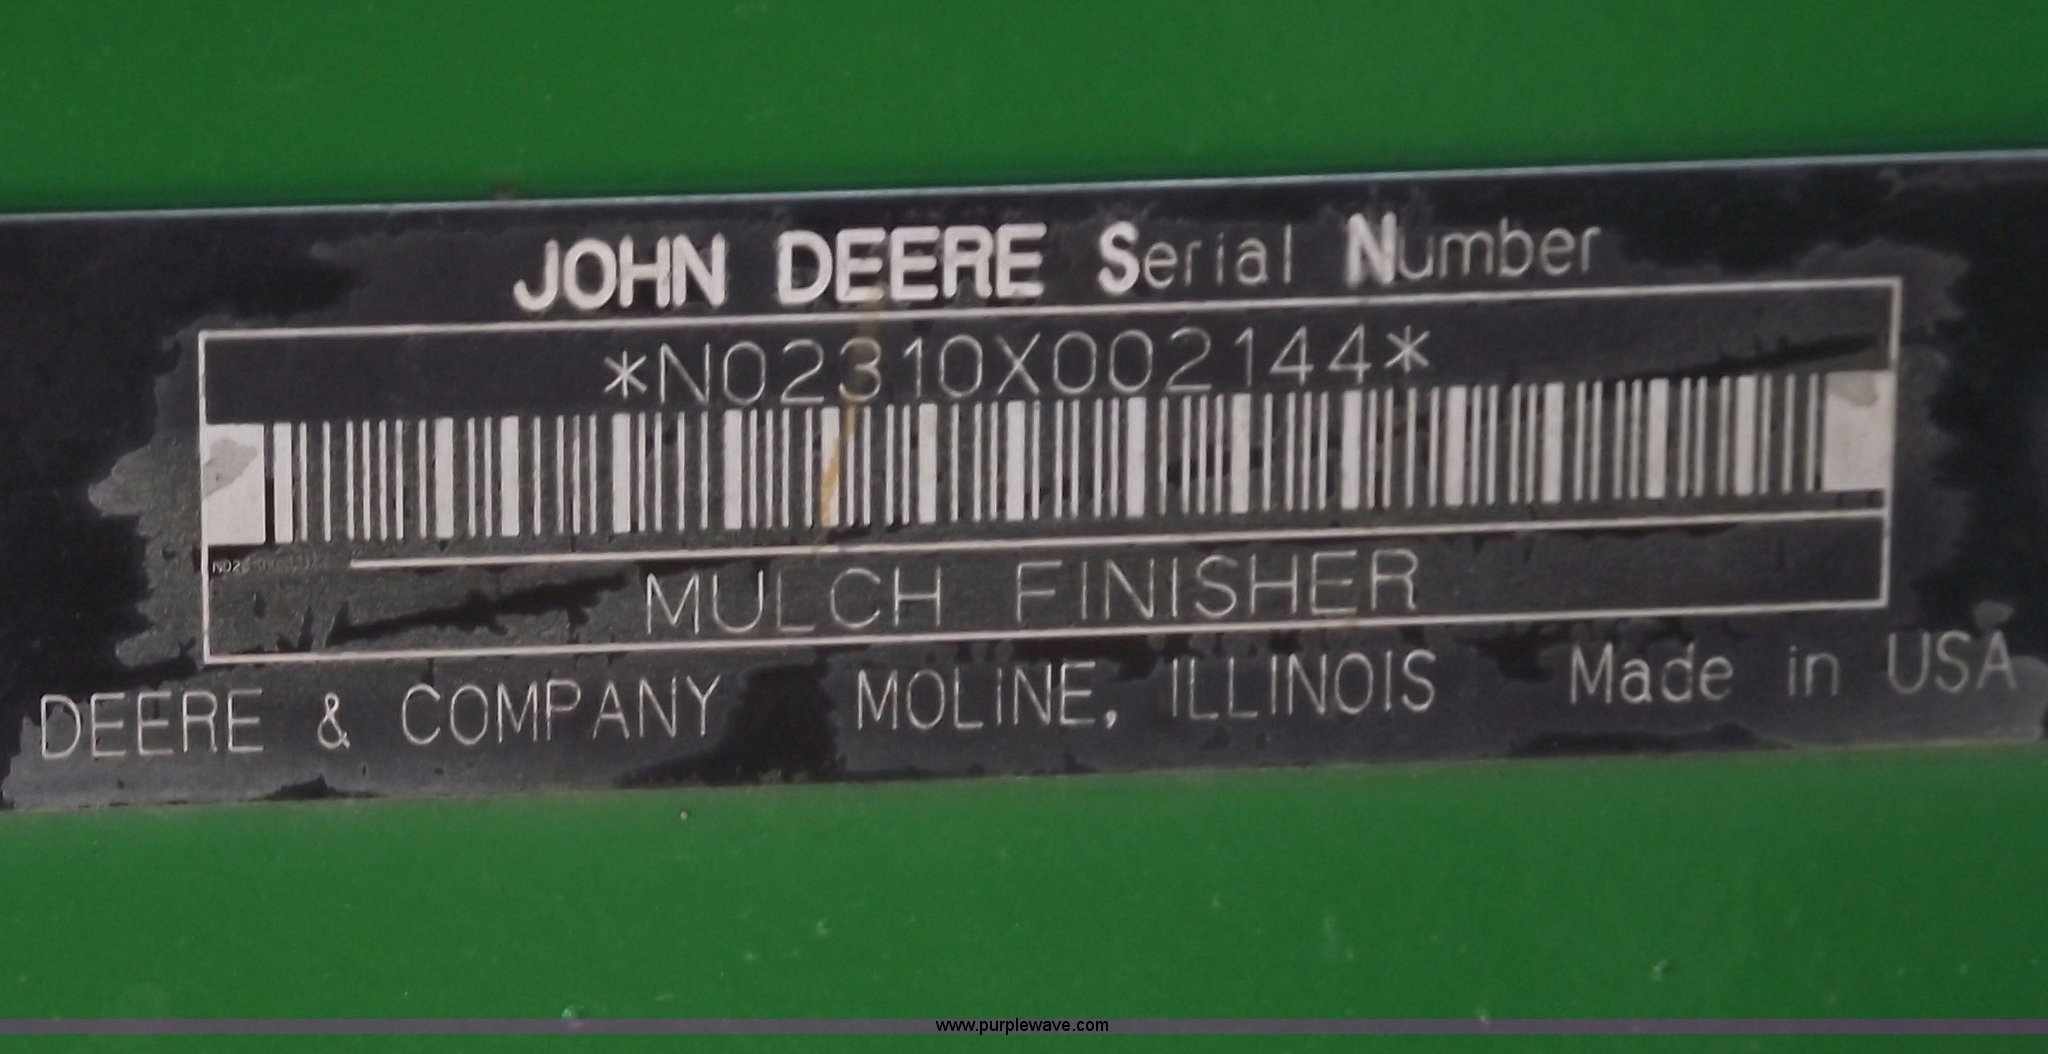 JOHN DEERE Serial Number
*N02310X002144*
MULCH FINISHER
DEERE & COMPANY MOLINE, ILLINOIS Made in USA
www.purplewave.com